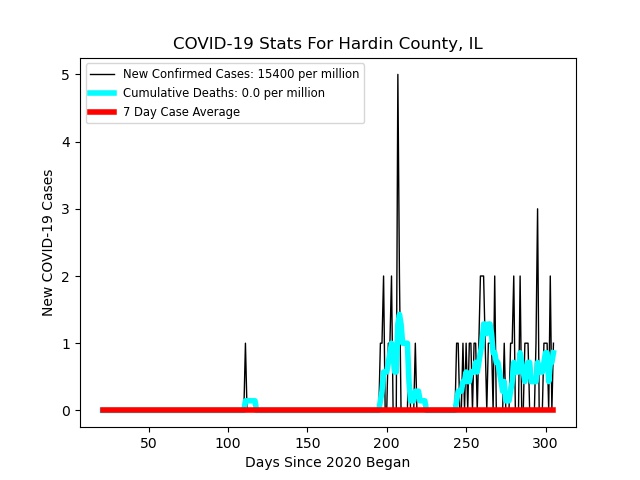 COVID-19 Stats For Hardin County, IL
New Confirmed Cases: 15400 per million
Cumulative Deaths: 0.0 per million
7 Day Case Average
New COVID-19 Cases
5
4
3
2
1
0
50 100 150 200 250 300
Days Since 2020 Began